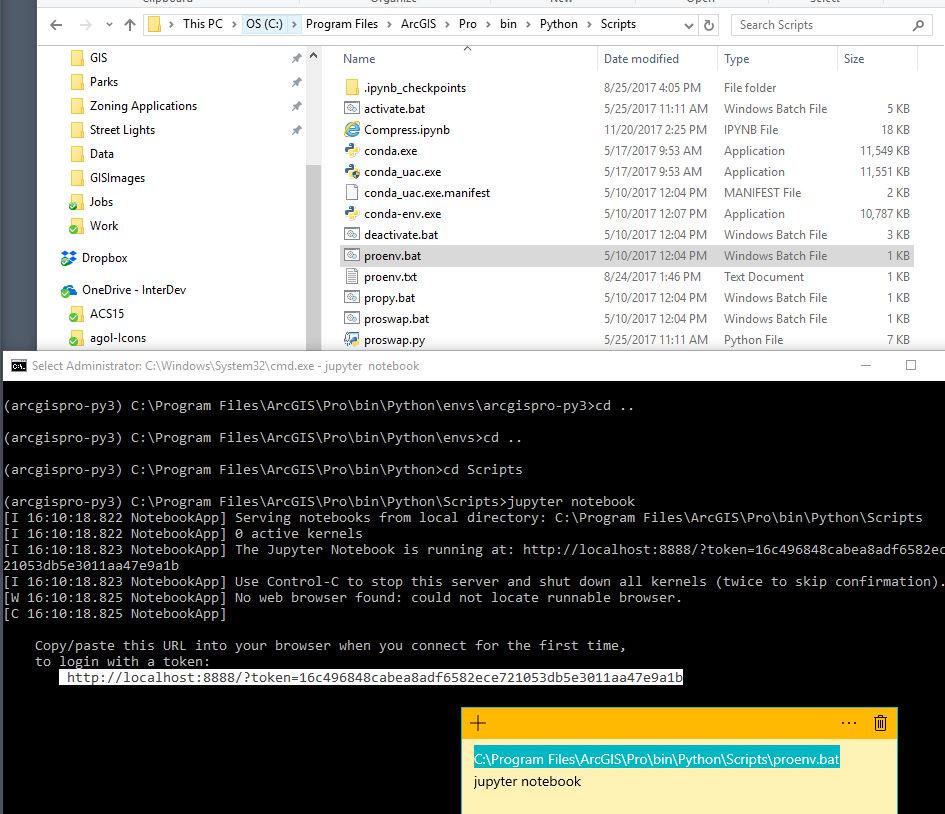 This PC > OS (C:) > Program Files > ArcGIS > Pro > bin > Python > Scripts
Search Scripts
GIS
Parks
Zoning Applications
Street Lights
Data
GISImages
Jobs
Work
Dropbox
OneDrive - InterDev
ACS15
agol-Icons
Name Date modified Type Size
.ipynb_checkpoints 8/25/2017 4:05 PM File folder
activate.bat 5/25/2017 11:11 AM Windows Batch File 5 KB
Compress.ipynb 11/20/2017 2:25 PM IPYNB File 18 KB
conda.exe 5/17/2017 9:53 AM Application 11,549 KB
conda_uac.exe 5/17/2017 9:53 AM Application 11,551 KB
conda_uac.exe.manifest 5/10/2017 12:04 PM MANIFEST File 2 KB
conda-env.exe 5/10/2017 12:07 PM Application 10,787 KB
deactivate.bat 5/10/2017 12:04 PM Windows Batch File 3 KB
proenv.bat 5/10/2017 12:04 PM Windows Batch File 1 KB
proenv.txt 8/24/2017 1:46 PM Text Document 1 KB
propy.bat 5/10/2017 12:04 PM Windows Batch File 1 KB
proswap.bat 5/10/2017 12:04 PM Windows Batch File 1 KB
proswap.py 5/25/2017 11:11 AM Python File 7 KB
Select Administrator: C:\Windows\System32\cmd.exe - jupyter notebook
(arcgispro-py3) C:\Program Files\ArcGIS\Pro\bin\Python\envs\arcgispro-py3>cd ..
(arcgispro-py3) C:\Program Files\ArcGIS\Pro\bin\Python\envs>cd ..
(arcgispro-py3) C:\Program Files\ArcGIS\Pro\bin\Python>cd Scripts
(arcgispro-py3) C:\Program Files\ArcGIS\Pro\bin\Python\Scripts>jupyter notebook
[I 16:10:18.822 NotebookApp] Serving notebooks from local directory: C:\Program Files\ArcGIS\Pro\bin\Python\Scripts
[I 16:10:18.822 NotebookApp] 0 active kernels
[I 16:10:18.823 NotebookApp] The Jupyter Notebook is running at: http://localhost:8888/?token=16c496848cabea8adf6582ec
21053db5e3011aa47e9a1b
[I 16:10:18.823 NotebookApp] Use Control-C to stop this server and shut down all kernels (twice to skip confirmation).
[W 16:10:18.825 NotebookApp] No web browser found: could not locate runnable browser.
[C 16:10:18.825 NotebookApp]
Copy/paste this URL into your browser when you connect for the first time,
to login with a token:
http://localhost:8888/?token=16c496848cabea8adf6582ece721053db5e3011aa47e9a1b
C:\Program Files\ArcGIS\Pro\bin\Python\Scripts\proenv.bat
jupyter notebook